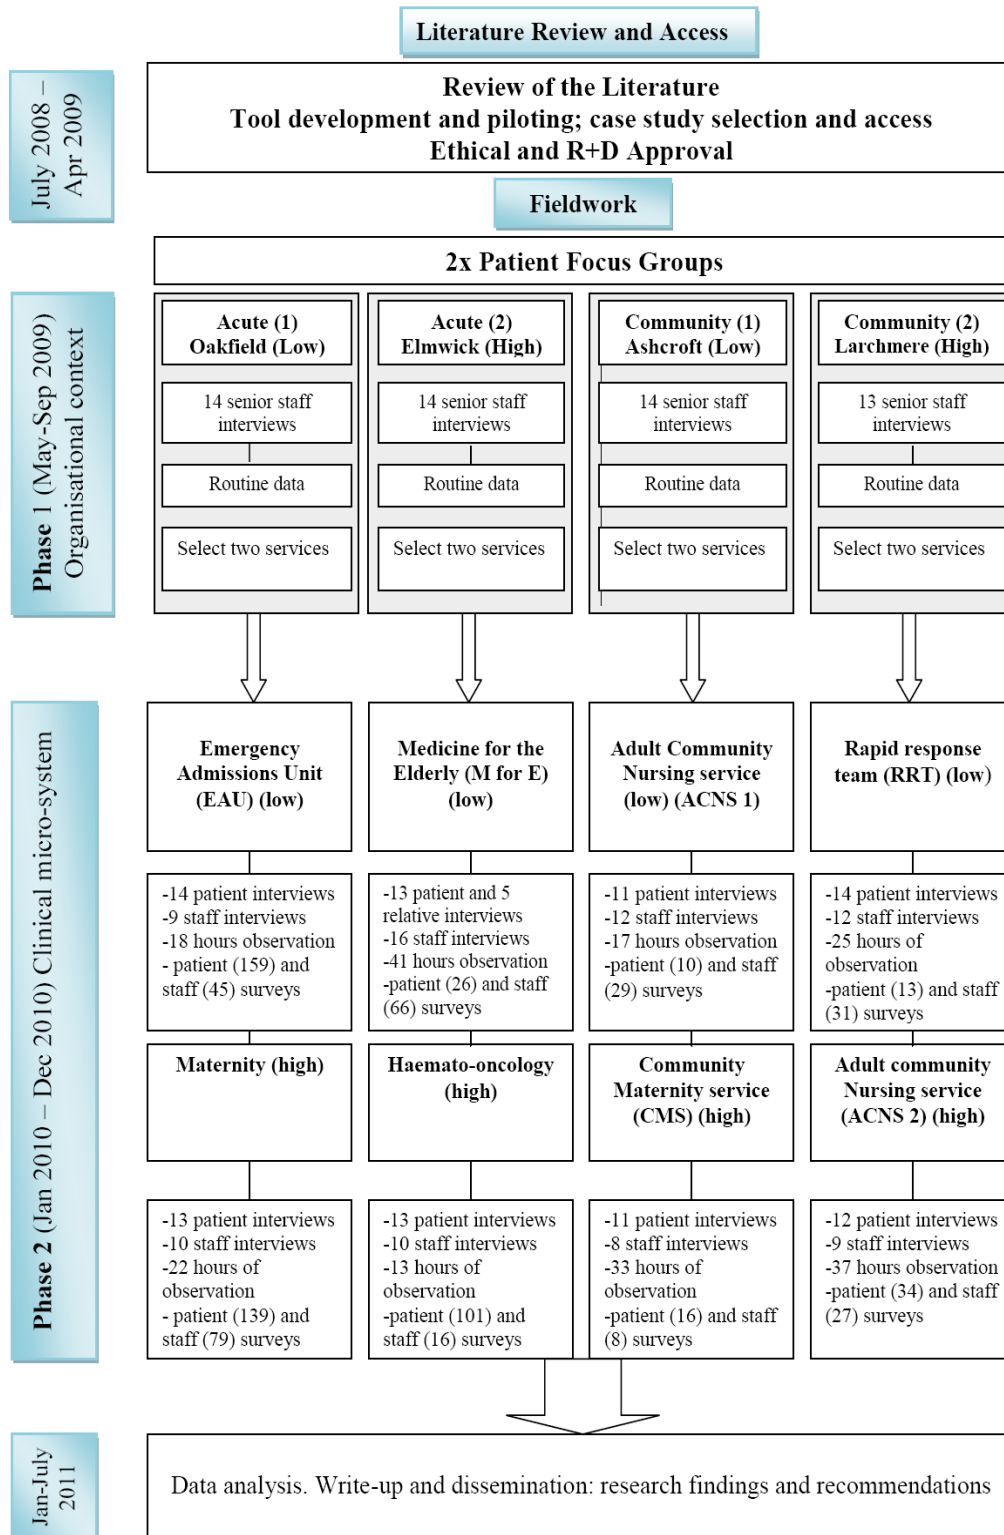 Literature Review and Access
July 2008 –
Apr 2009
Review of the Literature
Tool development and piloting; case study selection and access
Ethical and R+D Approval
Fieldwork
2x Patient Focus Groups
Phase 1 (May-Sep 2009)
Organisational context
Acute (1)
Oakfield (Low)
14 senior staff
interviews
Routine data
Select two services
Acute (2)
Elmwick (High)
14 senior staff
interviews
Routine data
Select two services
Community (1)
Ashcroft (Low)
14 senior staff
interviews
Routine data
Select two services
Community (2)
Larchmere (High)
13 senior staff
interviews
Routine data
Select two services
Phase 2 (Jan 2010 – Dec 2010) Clinical micro-system
Emergency
Admissions Unit
(EAU) (low)
-14 patient interviews
-9 staff interviews
-18 hours observation
- patient (159) and
staff (45) surveys
Maternity (high)
-13 patient interviews
-10 staff interviews
-22 hours of
observation
- patient (139) and
staff (79) surveys
Medicine for the
Elderly (M for E)
(low)
-13 patient and 5
relative interviews
-16 staff interviews
-41 hours observation
-patient (26) and staff
(66) surveys
Haemato-oncology
(high)
-13 patient interviews
-10 staff interviews
-13 hours of
observation
-patient (101) and
staff (16) surveys
Adult Community
Nursing service
(low) (ACNS 1)
-11 patient interviews
-12 staff interviews
-17 hours observation
-patient (10) and staff
(29) surveys
Community
Maternity service
(CMS) (high)
-11 patient interviews
-8 staff interviews
-33 hours of
observation
-patient (16) and staff
(8) surveys
Rapid response
team (RRT) (low)
-14 patient interviews
-12 staff interviews
-25 hours of
observation
-patient (13) and staff
(31) surveys
Adult community
Nursing service
(ACNS 2) (high)
-12 patient interviews
-9 staff interviews
-37 hours observation
-patient (34) and staff
(27) surveys
Jan-July
2011
Data analysis. Write-up and dissemination: research findings and recommendations